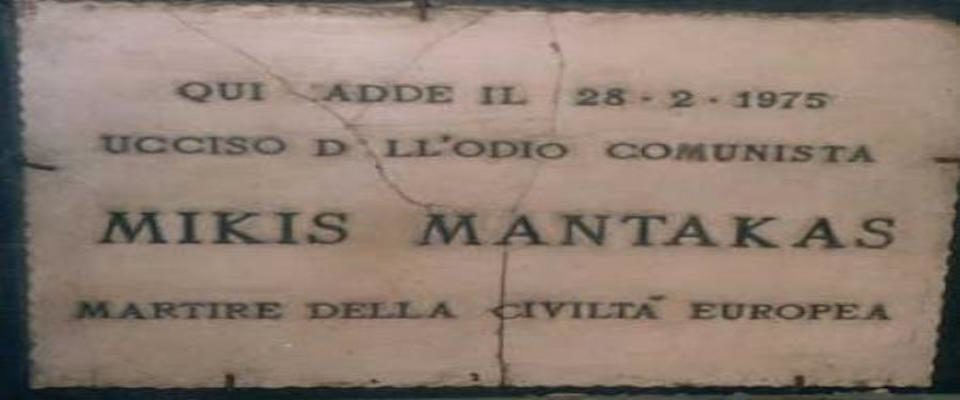 QUI ADDE IL 28 · 2 · 1975
UCCISO D LL'ODIO COMUNISTA
MIKIS MANTAKAS
MARTIRE DELLA CIVILTÀ EUROPEA